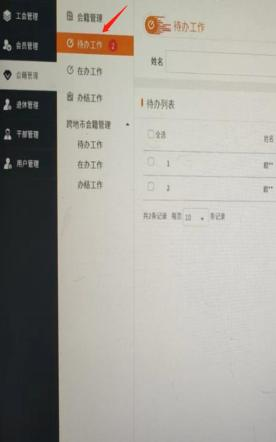 工会管理
会员管理
会籍管理
退休管理
干部管理
用户管理
会籍管理
待办工作 2
在办工作
办结工作
跨地市会籍管理
待办工作
在办工作
办结工作
待办工作
姓名
待办列表
全选 姓名
1
2
共2条记录 每页 10 条记录